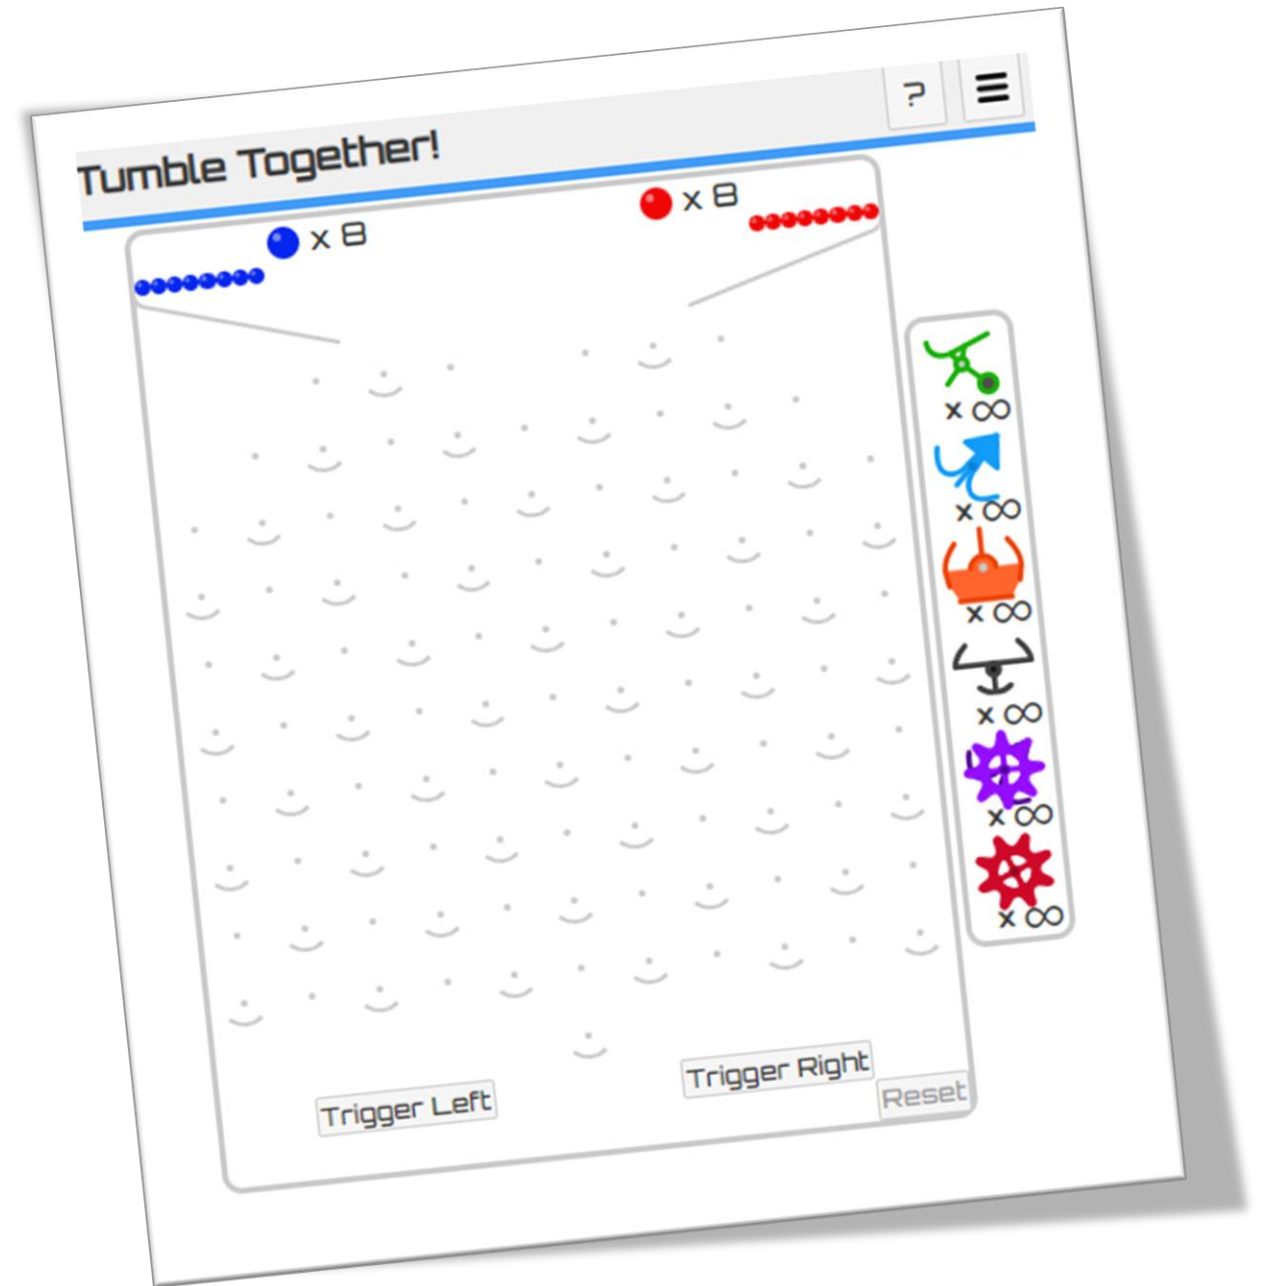 Tumble Together!
?
x 8
x 8
x ∞
x ∞
x ∞
x ∞
x ∞
x ∞
Trigger Left
Trigger Right
Reset